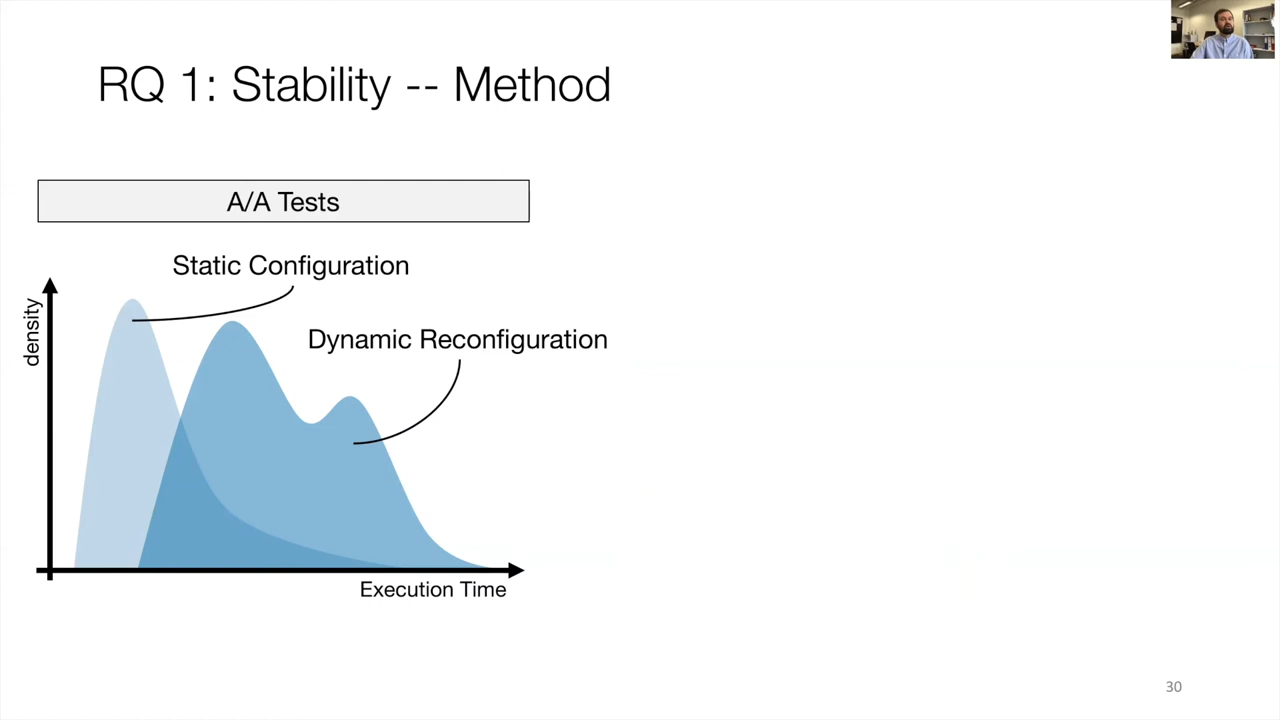 RQ 1: Stability -- Method
A/A Tests
Static Configuration
Dynamic Reconfiguration
density
Execution Time
30